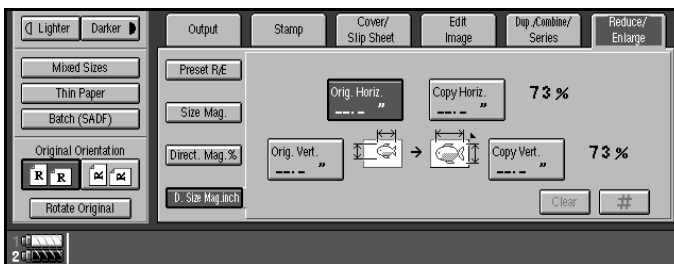 Lighter
Darker
Output
Stamp
Cover/
Slip Sheet
Edit
Image
Dup.,Combine/
Series
Reduce/
Enlarge
Mixed Sizes
Thin Paper
Batch (SADF)
Original Orientation
R R R R
Rotate Original
Preset R/E
Size Mag.
Direct. Mag.%
D. Size Mag.inch
Orig. Horiz.
--.- "
Copy Horiz.
--.- "
73%
Orig. Vert.
--.- "
Copy Vert.
--.- "
73%
Clear
#
1
2